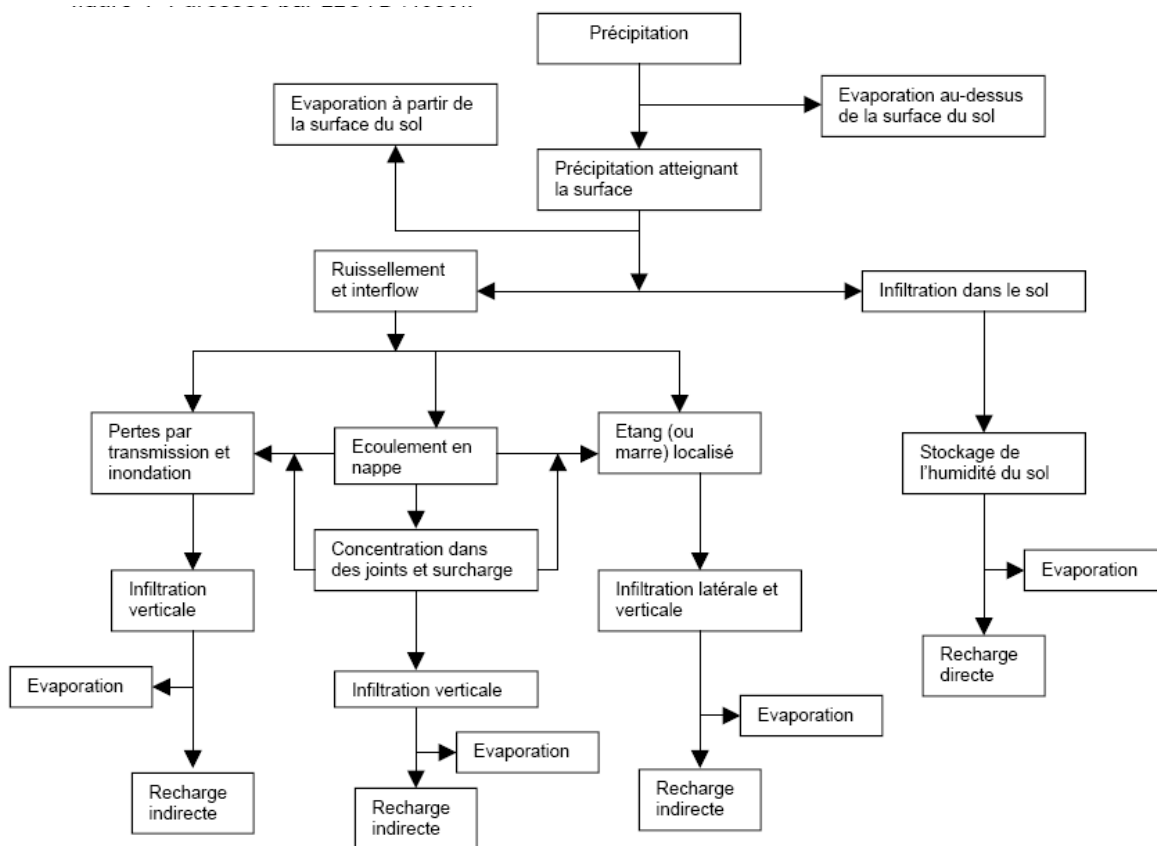 Précipitation
Evaporation à partir de
la surface du sol
Evaporation au-dessus
de la surface du sol
Précipitation atteignant
la surface
Ruissellement
et interflow
Infiltration dans le sol
Pertes par
transmission et
inondation
Ecoulement en
nappe
Etang (ou
marre) localisé
Stockage de
l'humidité du sol
Concentration dans
des joints et surcharge
Infiltration
verticale
Infiltration latérale et
verticale
Evaporation
Recharge
directe
Evaporation
Infiltration verticale
Evaporation
Evaporation
Recharge
indirecte
Recharge
indirecte
Recharge
indirecte